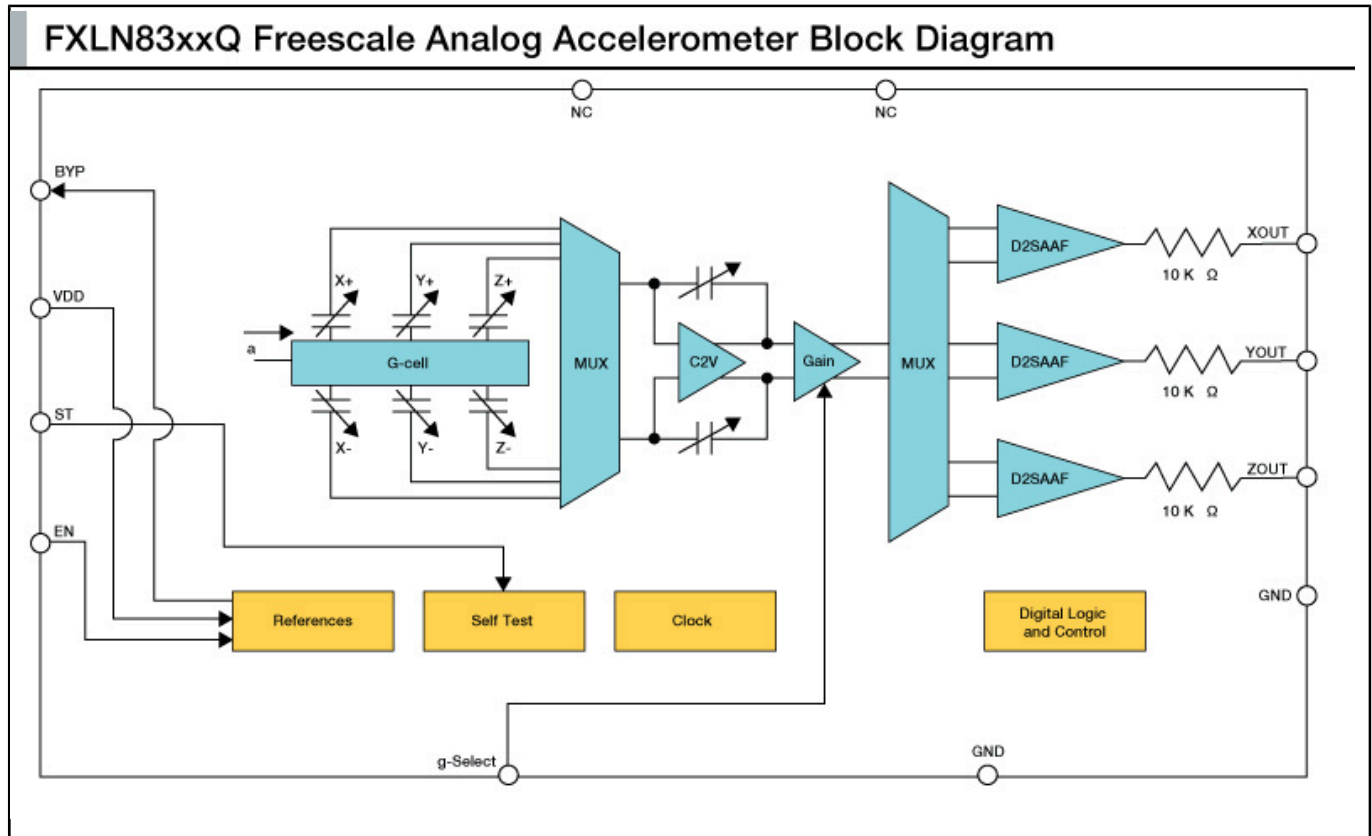 FXLN83xxQ Freescale Analog Accelerometer Block Diagram
NC
NC
BYP
VDD
ST
EN
X+
Y+
Z+
a
G-cell
X-
Y-
Z-
MUX
C2V
Gain
MUX
D2SAAF
10 K Ω
XOUT
D2SAAF
10 K Ω
YOUT
D2SAAF
10 K Ω
ZOUT
GND
References
Self Test
Clock
Digital Logic
and Control
g-Select
GND